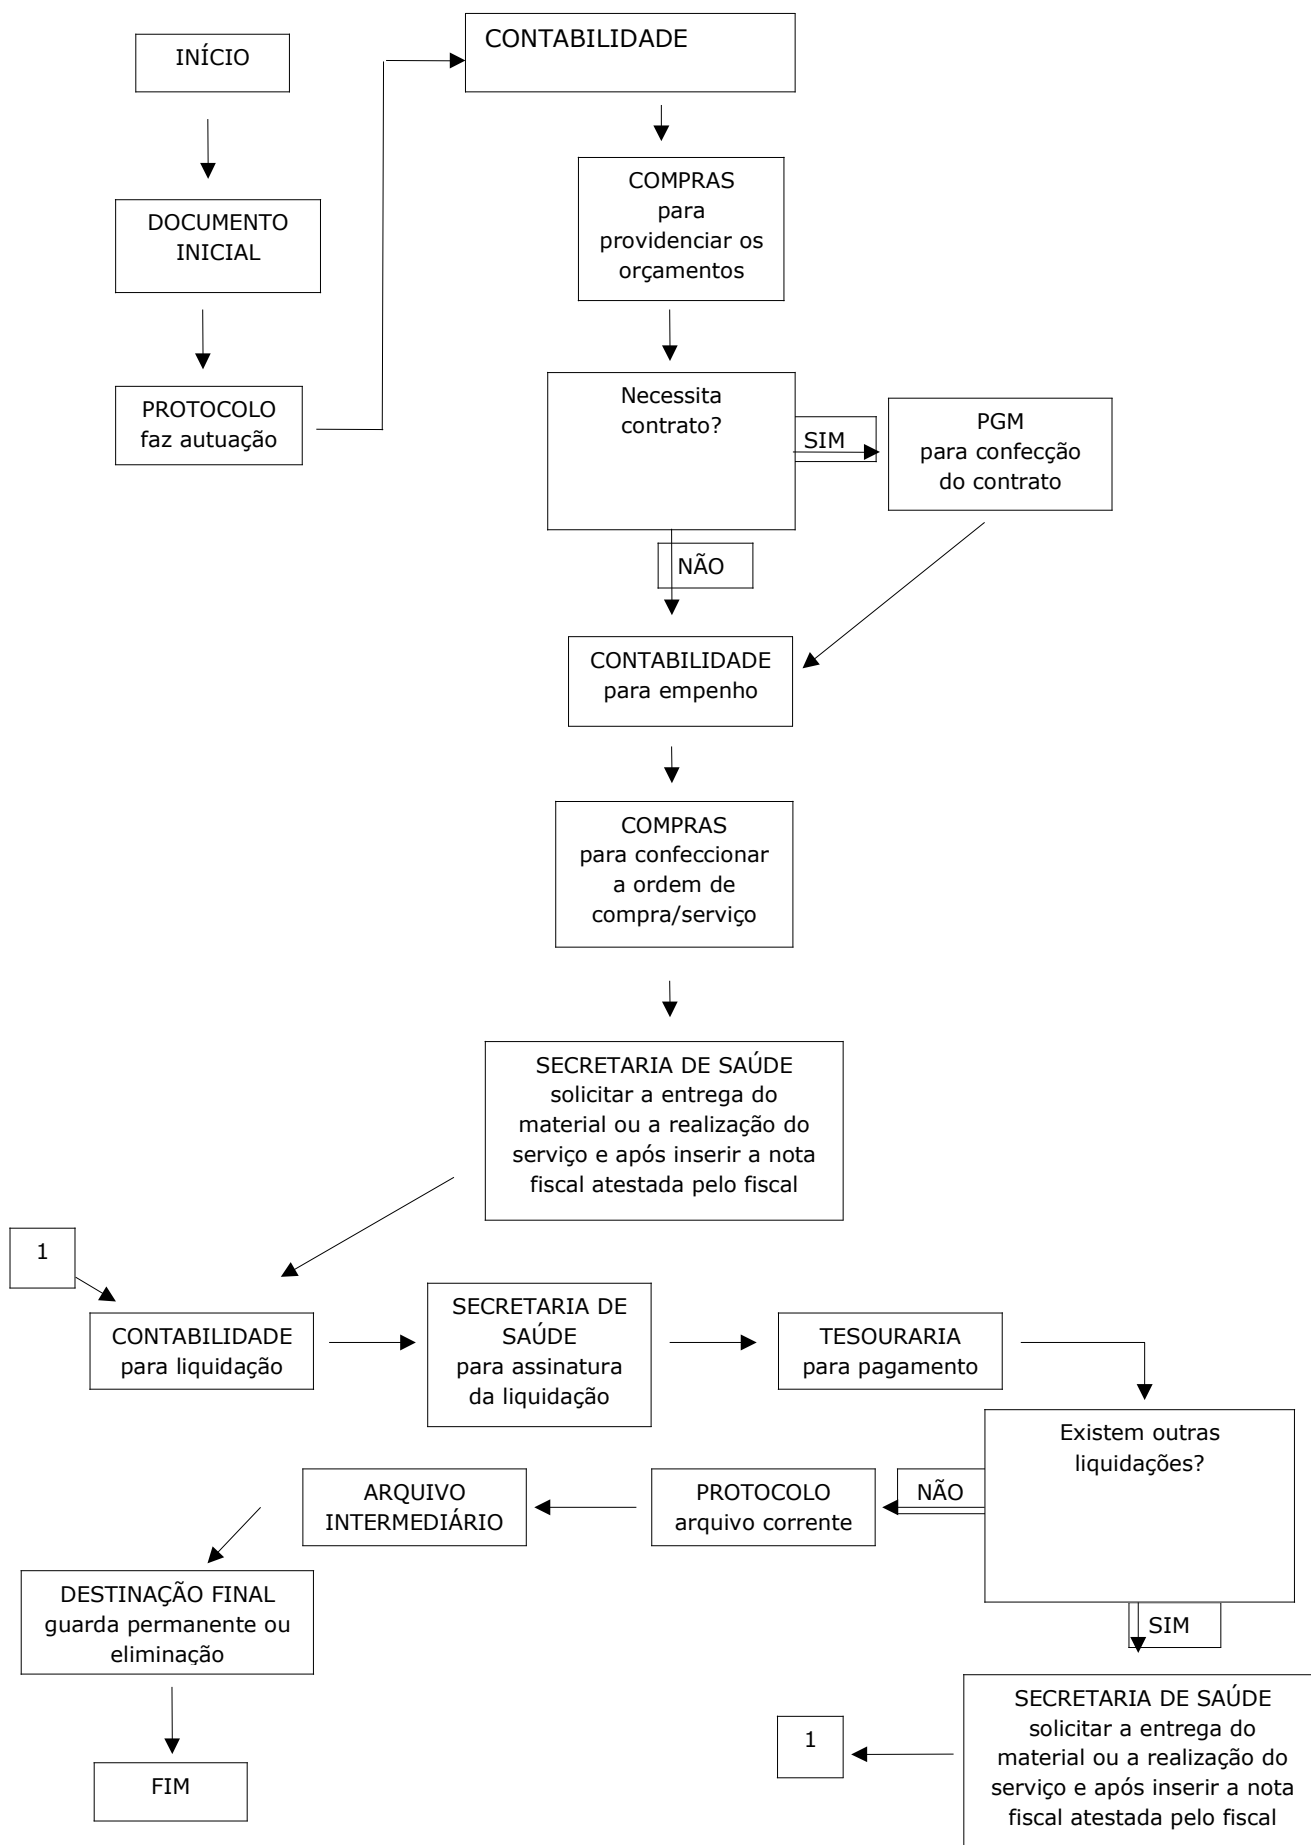 INÍCIO
DOCUMENTO
INICIAL
PROTOCOLO
faz autuação
CONTABILIDADE
COMPRAS
para
providenciar os
orçamentos
Necessita
contrato?
SIM
PGM
para confecção
do contrato
NÃO
CONTABILIDADE
para empenho
COMPRAS
para confeccionar
a ordem de
compra/serviço
SECRETARIA DE SAÚDE
solicitar a entrega do
material ou a realização do
serviço e após inserir a nota
fiscal atestada pelo fiscal
1
CONTABILIDADE
para liquidação
SECRETARIA DE
SAÚDE
para assinatura
da liquidação
TESOURARIA
para pagamento
Existem outras
liquidações?
NÃO
PROTOCOLO
arquivo corrente
ARQUIVO
INTERMEDIÁRIO
DESTINAÇÃO FINAL
guarda permanente ou
eliminação
FIM
SIM
SECRETARIA DE SAÚDE
solicitar a entrega do
material ou a realização do
serviço e após inserir a nota
fiscal atestada pelo fiscal
1